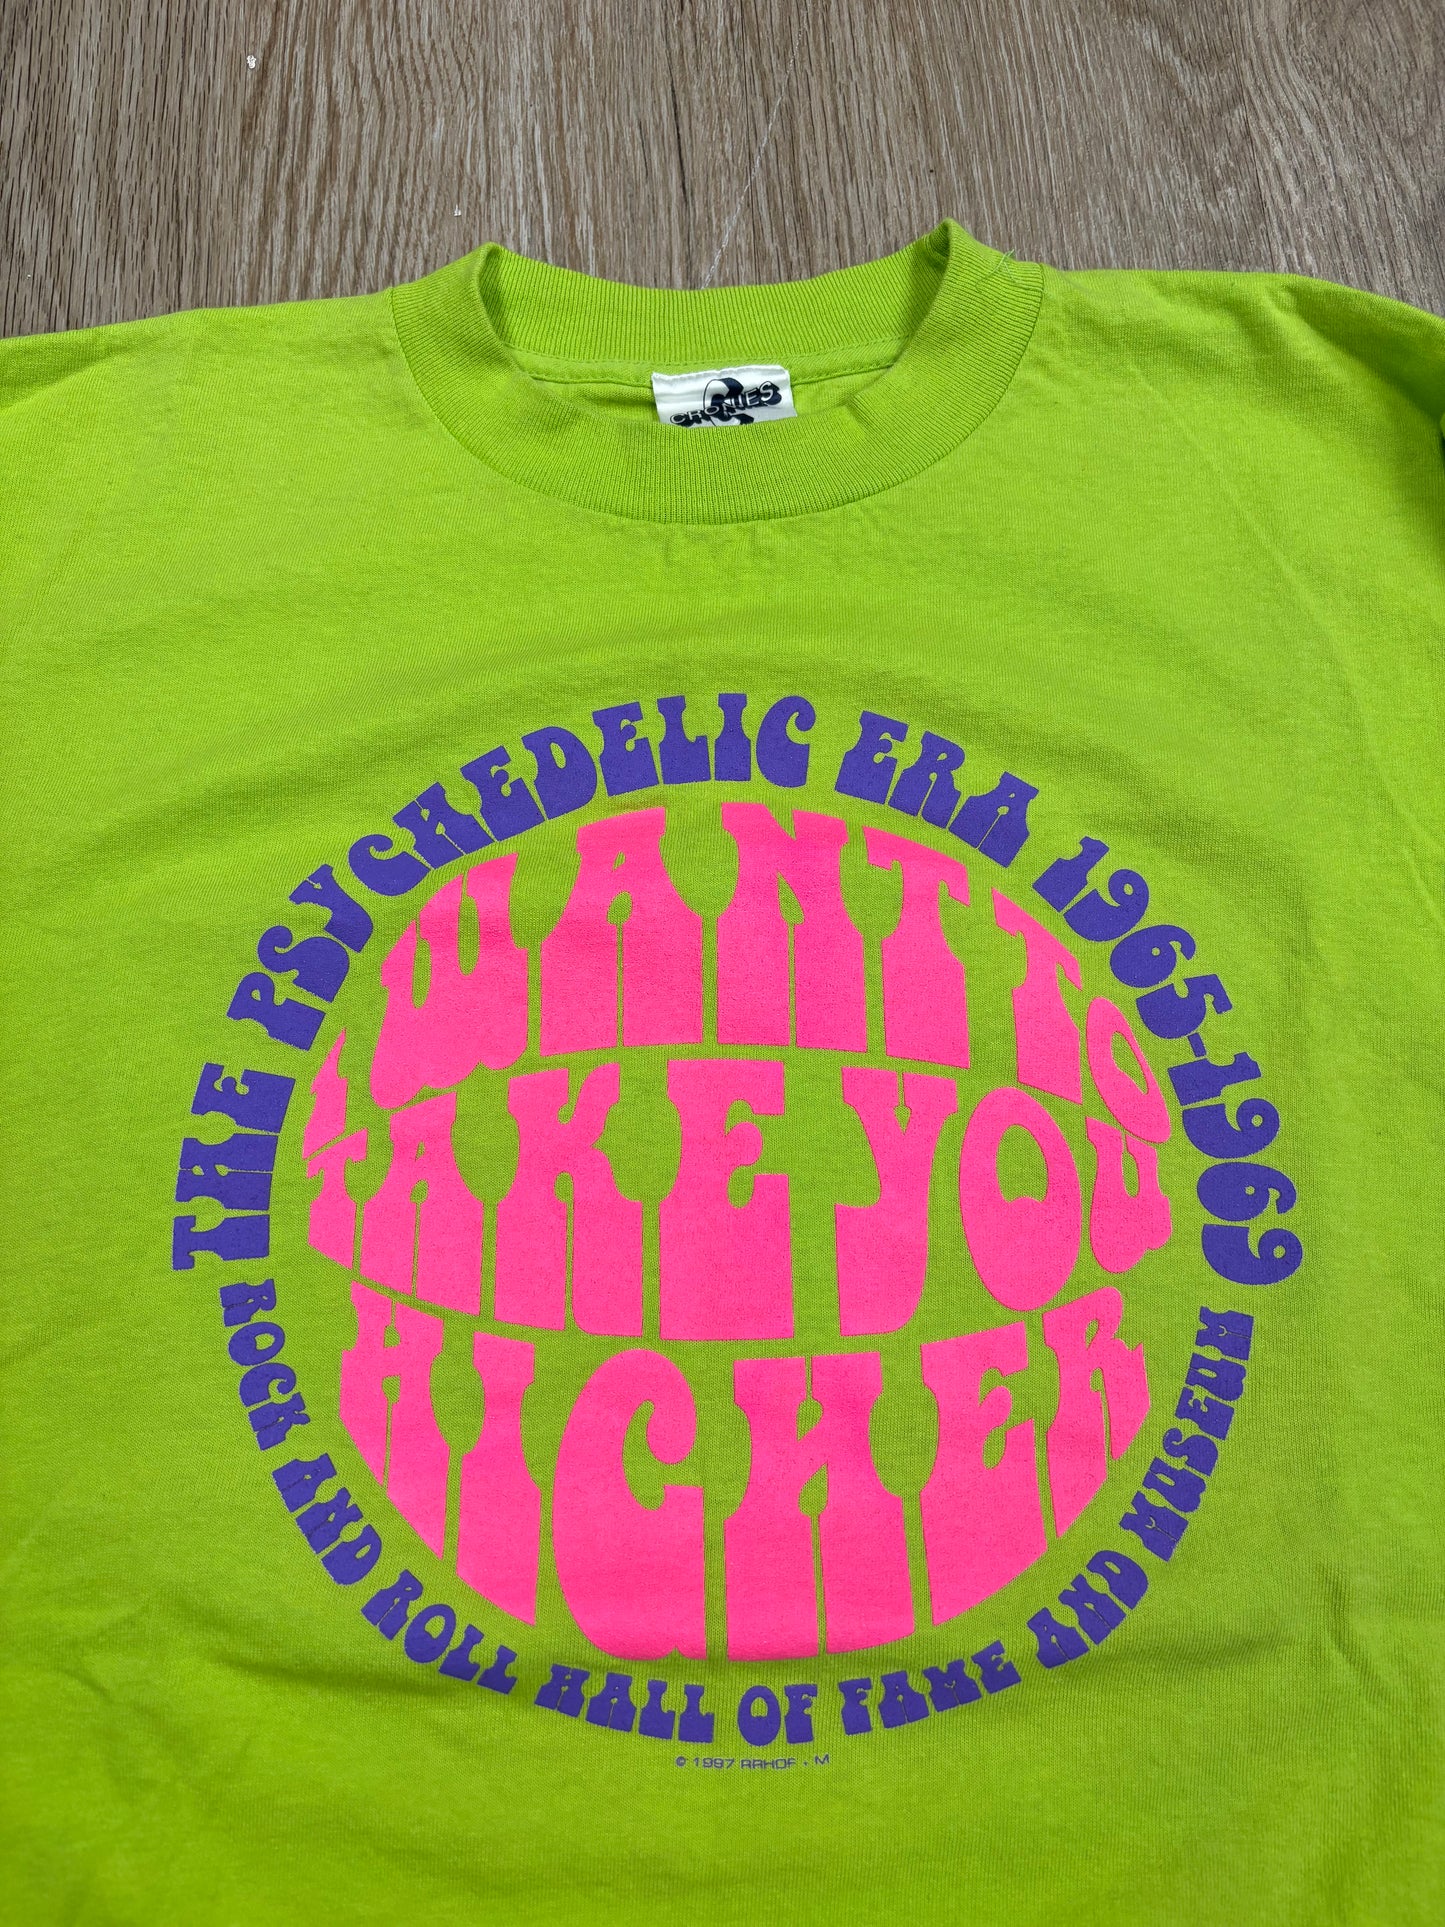 CRONIES
THE PSYCHEDELIC ERA 1965-1969
I WANT TO
TAKE YOU
HIGHER
ROCK AND ROLL HALL OF FAME AND MUSEUM
© 1997 RRHOF • M